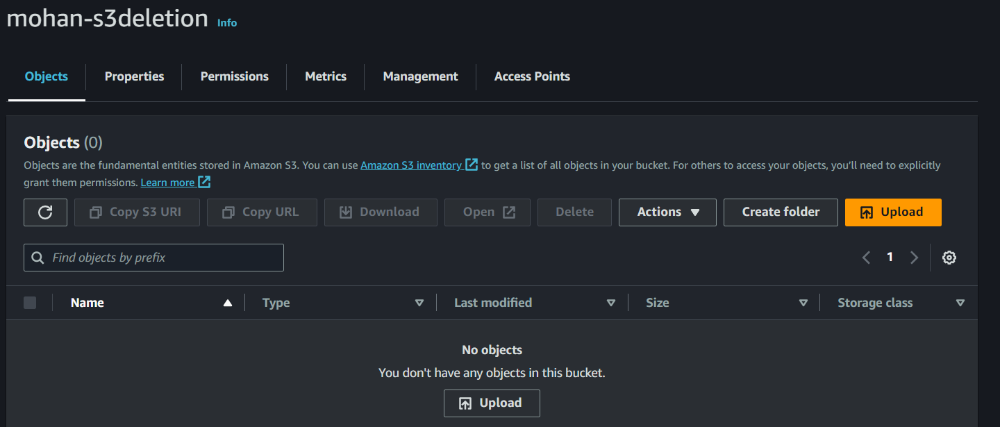 mohan-s3deletion Info
Objects Properties Permissions Metrics Management Access Points
Objects (0)
Objects are the fundamental entities stored in Amazon S3. You can use Amazon S3 inventory to get a list of all objects in your bucket. For others to access your objects, you’ll need to explicitly
grant them permissions. Learn more
Copy S3 URI Copy URL Download Open Delete Actions Create folder Upload
Find objects by prefix 1
Name Type Last modified Size Storage class
No objects
You don't have any objects in this bucket.
Upload